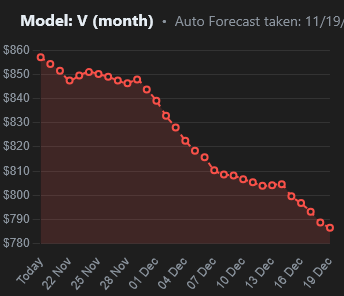 Model: V (month) • Auto Forecast taken: 11/19/
$860
$850
$840
$830
$820
$810
$800
$790
$780
Today
22 Nov
25 Nov
28 Nov
01 Dec
04 Dec
07 Dec
10 Dec
13 Dec
16 Dec
19 Dec